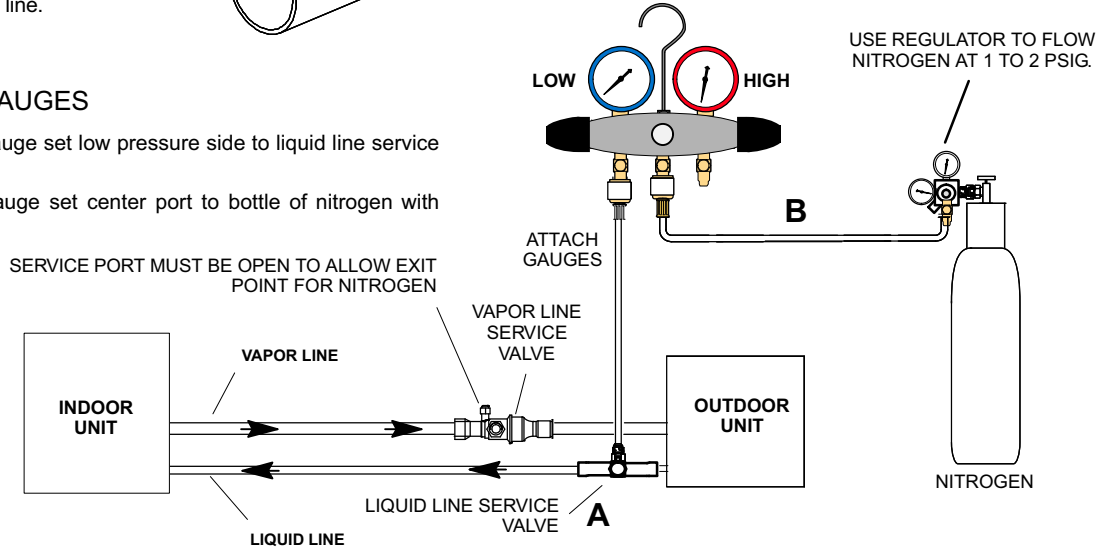 line.
AUGES
auge set low pressure side to liquid line service
auge set center port to bottle of nitrogen with
LOW
HIGH
USE REGULATOR TO FLOW
NITROGEN AT 1 TO 2 PSIG.
B
ATTACH
GAUGES
SERVICE PORT MUST BE OPEN TO ALLOW EXIT
POINT FOR NITROGEN
VAPOR LINE
SERVICE
VALVE
VAPOR LINE
INDOOR
UNIT
OUTDOOR
UNIT
NITROGEN
LIQUID LINE SERVICE
VALVE
A
LIQUID LINE